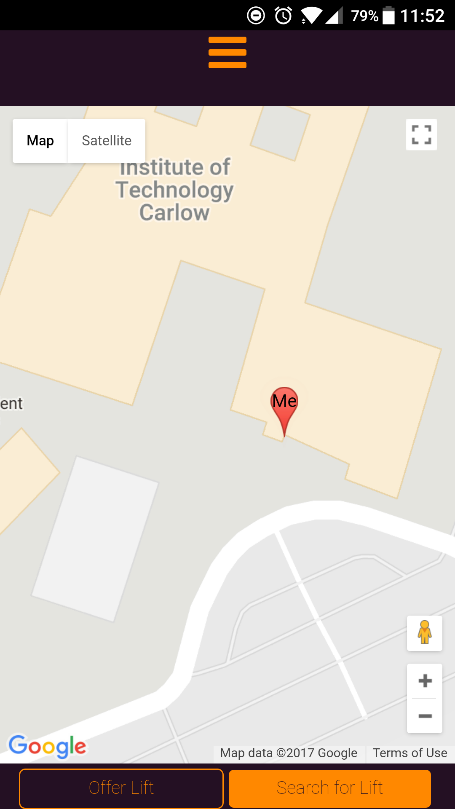 79% 11:52
Map Satellite
Institute of
Technology
Carlow
Me
ent
Google
Map data ©2017 Google Terms of Use
Offer Lift Search for Lift